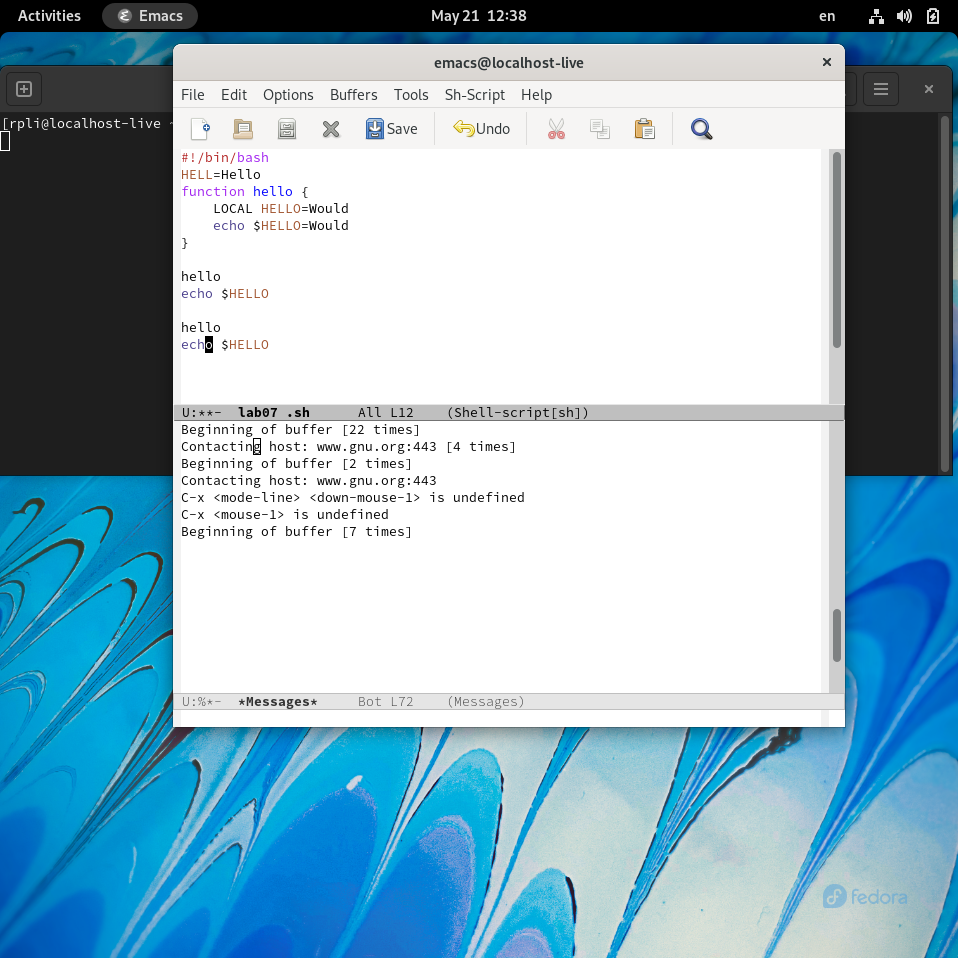 Activities Emacs May 21 12:38 en
emacs@localhost-live
File Edit Options Buffers Tools Sh-Script Help
Save Undo
[rpli@localhost-live ~
#!/bin/bash
HELL=Hello
function hello {
    LOCAL HELLO=Would
    echo $HELLO=Would
}
hello
echo $HELLO
hello
echo $HELLO
U:**-  lab07 .sh      All L12    (Shell-script[sh])
Beginning of buffer [22 times]
Contacting host: www.gnu.org:443 [4 times]
Beginning of buffer [2 times]
Contacting host: www.gnu.org:443
C-x <mode-line> <down-mouse-1> is undefined
C-x <mouse-1> is undefined
Beginning of buffer [7 times]
U:%*-  *Messages*     Bot L72    (Messages)
fedora